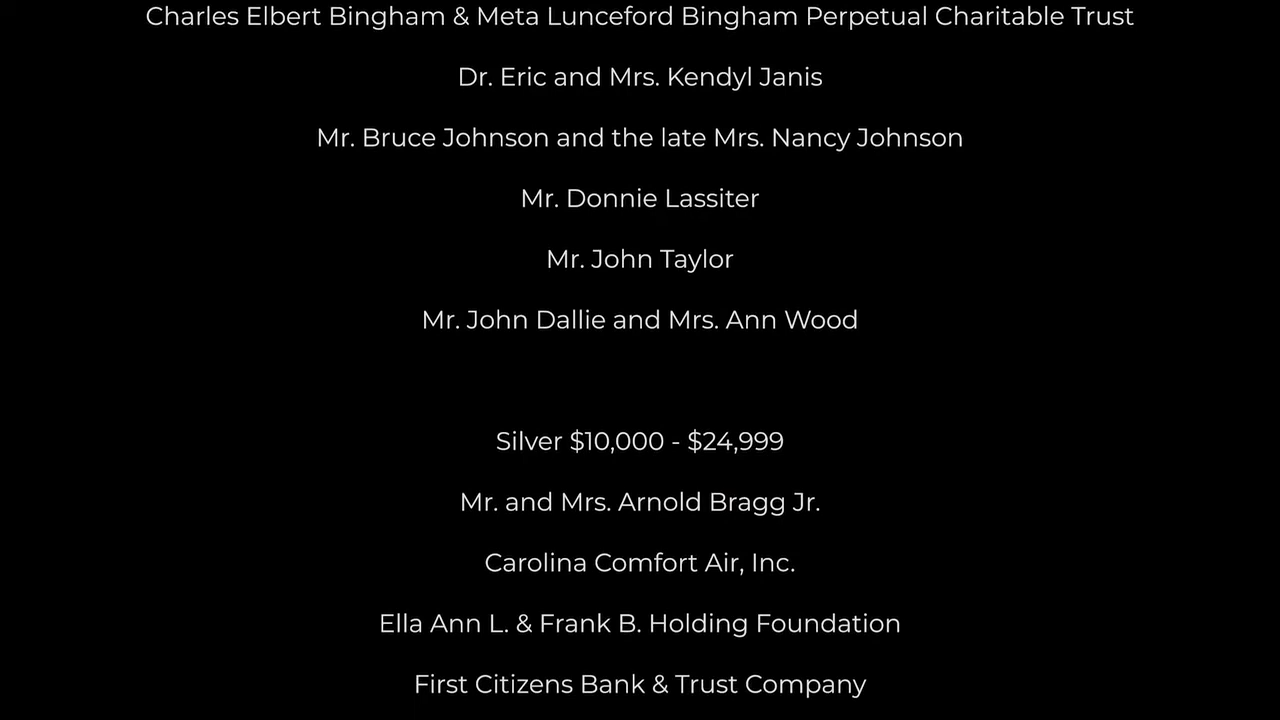 Charles Elbert Bingham & Meta Lunceford Bingham Perpetual Charitable Trust
Dr. Eric and Mrs. Kendyl Janis
Mr. Bruce Johnson and the late Mrs. Nancy Johnson
Mr. Donnie Lassiter
Mr. John Taylor
Mr. John Dallie and Mrs. Ann Wood
Silver $10,000 - $24,999
Mr. and Mrs. Arnold Bragg Jr.
Carolina Comfort Air, Inc.
Ella Ann L. & Frank B. Holding Foundation
First Citizens Bank & Trust Company